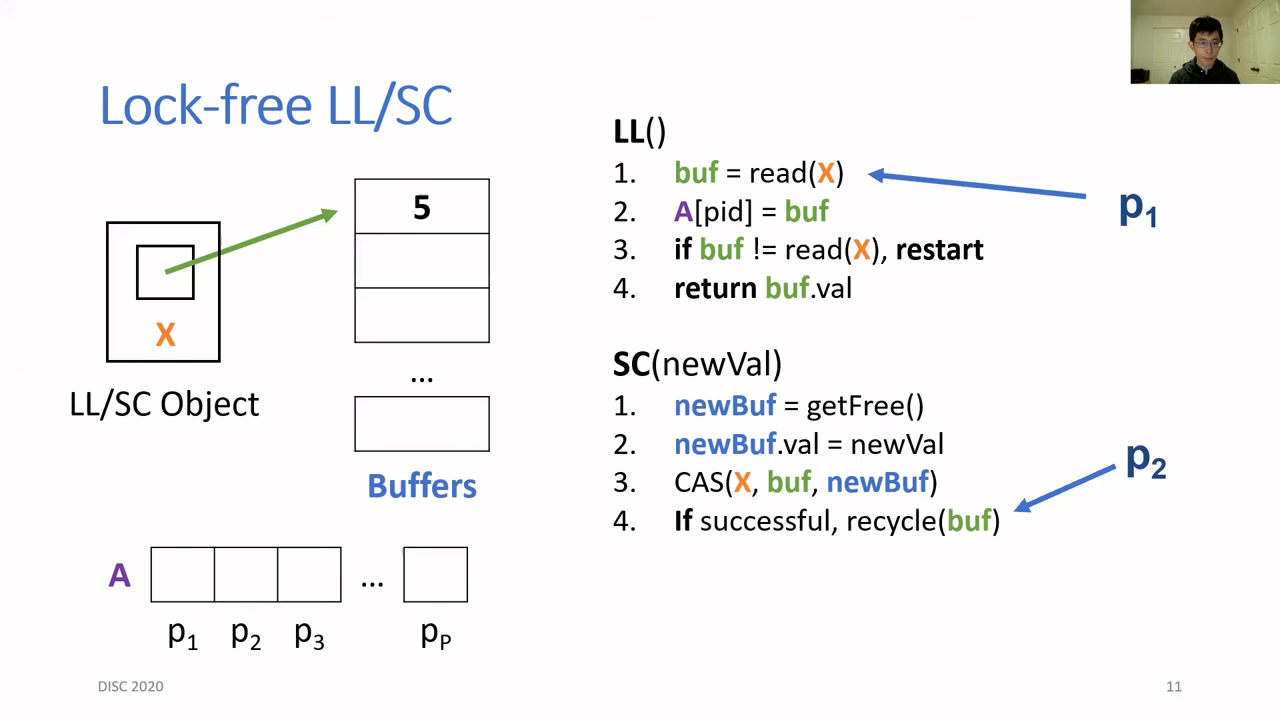 Lock-free LL/SC
5
X
LL/SC Object
...
Buffers
A
...
p1 p2 p3 pP
LL()
1. buf = read(X)
2. A[pid] = buf
3. if buf != read(X), restart
4. return buf.val
p1
SC(newVal)
1. newBuf = getFree()
2. newBuf.val = newVal
3. CAS(X, buf, newBuf)
4. If successful, recycle(buf)
p2
DISC 2020
11